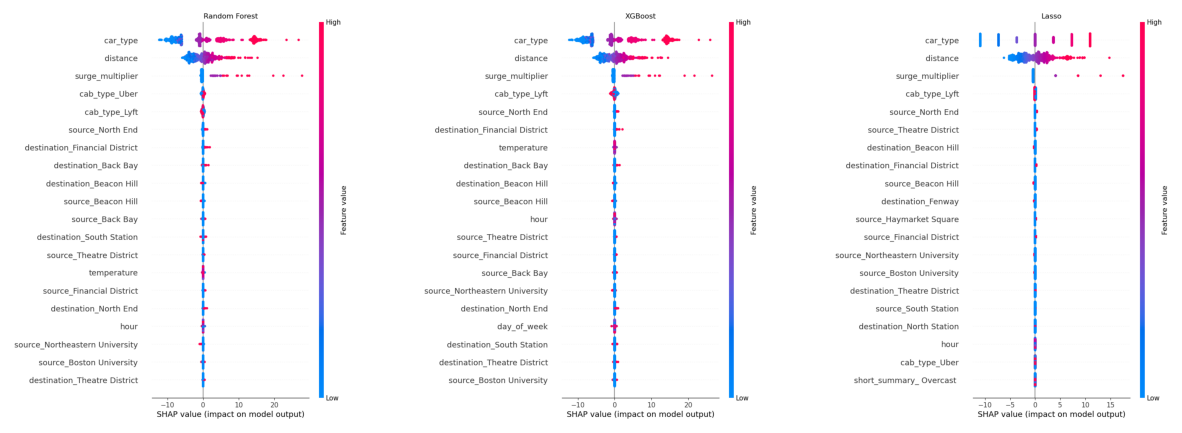 Random Forest
High
car_type
distance
surge_multiplier
cab_type_Uber
cab_type_Lyft
source_North End
destination_Financial District
destination_Back Bay
destination_Beacon Hill
source_Beacon Hill
source_Back Bay
destination_South Station
source_Theatre District
temperature
source_Financial District
destination_North End
hour
source_Northeastern University
source_Boston University
destination_Theatre District
Low
Feature value
−10 0 10 20
SHAP value (impact on model output)
XGBoost
High
car_type
distance
surge_multiplier
cab_type_Lyft
source_North End
destination_Financial District
temperature
destination_Back Bay
destination_Beacon Hill
source_Beacon Hill
hour
source_Theatre District
source_Financial District
source_Back Bay
source_Northeastern University
destination_North End
day_of_week
destination_South Station
destination_Theatre District
source_Boston University
Low
Feature value
−10 0 10 20
SHAP value (impact on model output)
Lasso
High
car_type
distance
surge_multiplier
cab_type_Lyft
source_North End
source_Theatre District
destination_Beacon Hill
destination_Financial District
source_Beacon Hill
destination_Fenway
source_Haymarket Square
source_Financial District
source_Northeastern University
source_Boston University
destination_Theatre District
source_South Station
destination_North Station
hour
cab_type_Uber
short_summary_ Overcast
Low
Feature value
−10 −5 0 5 10 15
SHAP value (impact on model output)